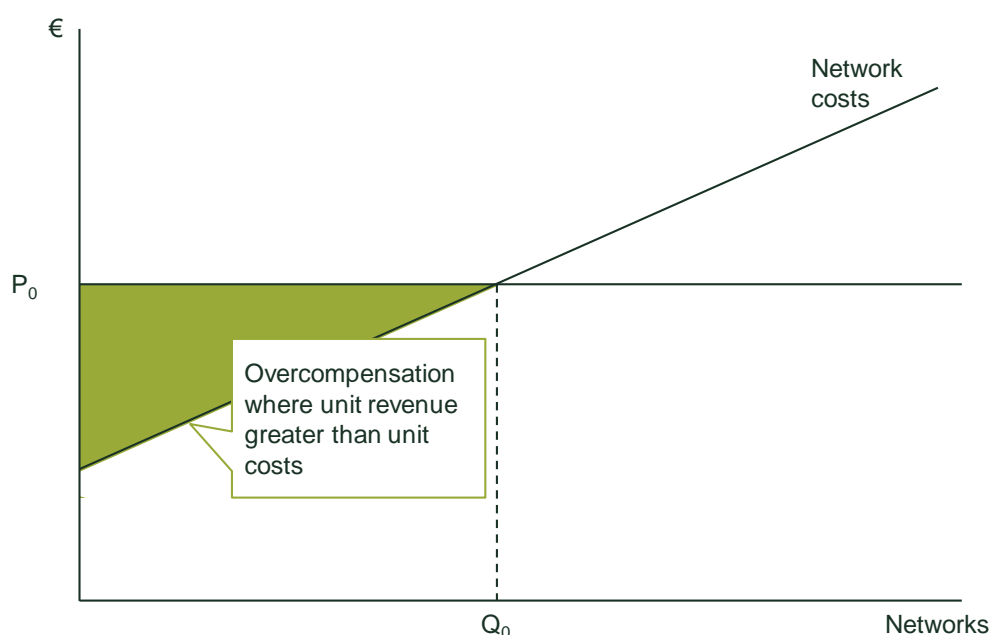 €
Network
costs
P₀
Overcompensation
where unit revenue
greater than unit
costs
Q₀
Networks